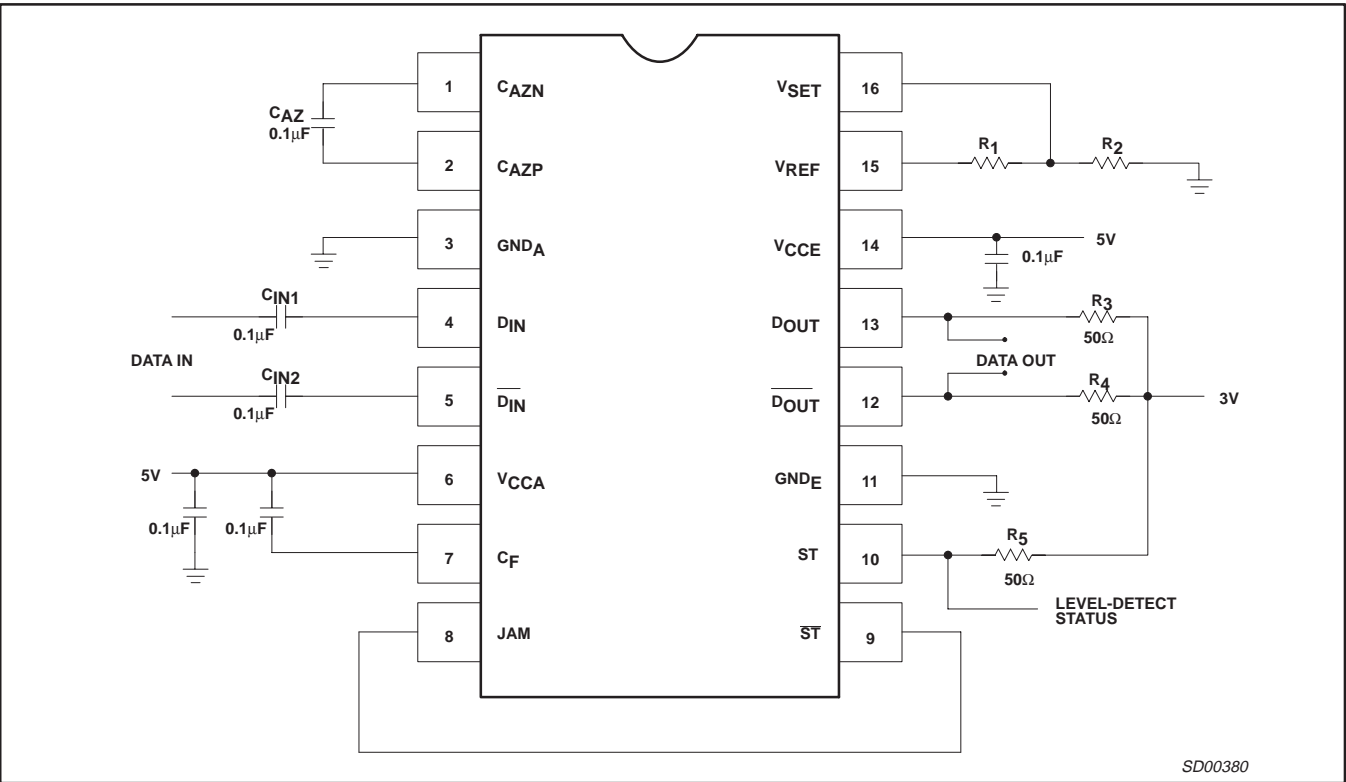 1 CAZN
CAZ
0.1µF
2 CAZP
3 GNDA
CIN1
0.1µF
4 DIN
DATA IN
CIN2
0.1µF
5 DIN
5V
6 VCCA
0.1µF 0.1µF
7 CF
8 JAM
VSET 16
R1 R2
VREF 15
VCCE 14
5V
0.1µF
DOUT 13
R3
50Ω
DATA OUT
DOUT 12
R4
50Ω
3V
GNDE 11
ST 10
R5
50Ω
LEVEL-DETECT
STATUS
ST 9
SD00380